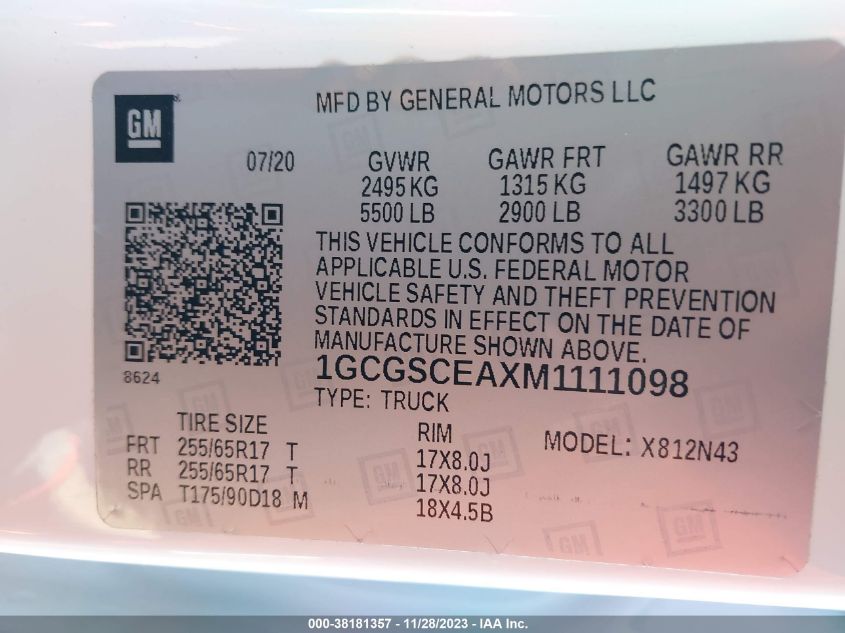 GM
MFD BY GENERAL MOTORS LLC
07/20
GVWR GAWR FRT GAWR RR
2495 KG 1315 KG 1497 KG
5500 LB 2900 LB 3300 LB
THIS VEHICLE CONFORMS TO ALL
APPLICABLE U.S. FEDERAL MOTOR
VEHICLE SAFETY AND THEFT PREVENTION
STANDARDS IN EFFECT ON THE DATE OF
MANUFACTURE SHOWN ABOVE.
8624
1GCGSCEAXM1111098
TYPE: TRUCK
TIRE SIZE RIM MODEL: X812N43
FRT 255/65R17 T 17X8.0J
RR 255/65R17 T 17X8.0J
SPA T175/90D18 M 18X4.5B
000-38181357 - 11/28/2023 - IAA Inc.